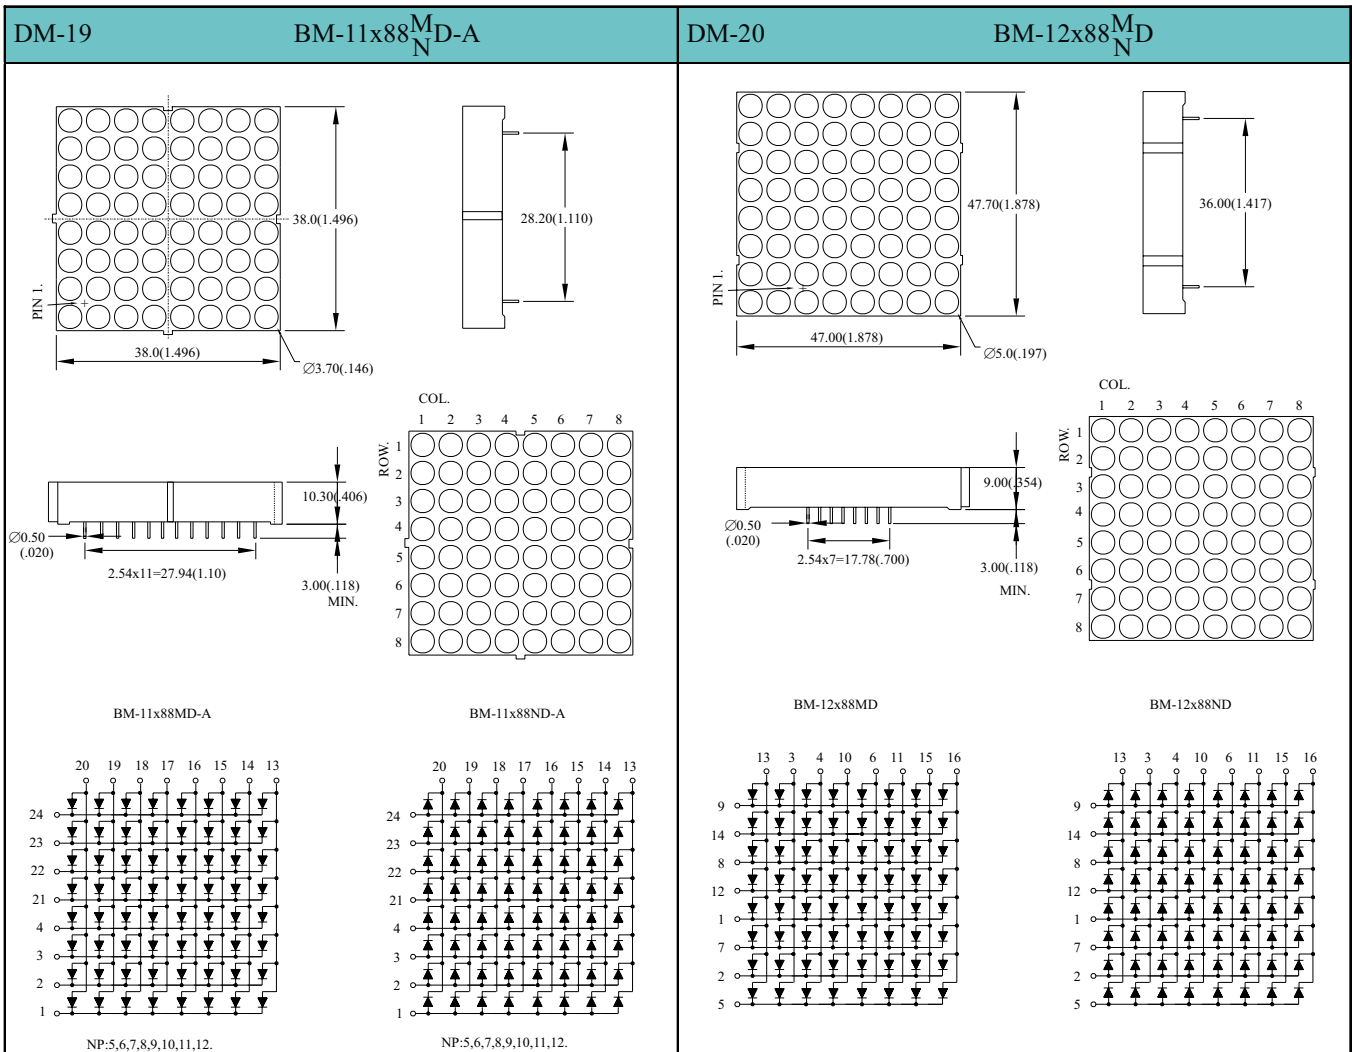 DM-19 BM-11x88MND-A
DM-20 BM-12x88MND
38.0(1.496)
28.20(1.110)
PIN 1.
38.0(1.496)
Ø3.70(.146)
COL.
1 2 3 4 5 6 7 8
ROW.
1
2
3
4
5
6
7
8
10.30(.406)
Ø0.50
(.020)
2.54x11=27.94(1.10)
3.00(.118)
MIN.
BM-11x88MD-A
20 19 18 17 16 15 14 13
24
23
22
21
4
3
2
1
NP:5,6,7,8,9,10,11,12.
BM-11x88ND-A
20 19 18 17 16 15 14 13
24
23
22
21
4
3
2
1
NP:5,6,7,8,9,10,11,12.
47.70(1.878)
36.00(1.417)
PIN 1.
47.00(1.878)
Ø5.0(.197)
COL.
1 2 3 4 5 6 7 8
ROW.
1
2
3
4
5
6
7
8
9.00(.354)
Ø0.50
(.020)
2.54x7=17.78(.700)
3.00(.118)
MIN.
BM-12x88MD
13 3 4 10 6 11 15 16
9
14
8
12
1
7
2
5
BM-12x88ND
13 3 4 10 6 11 15 16
9
14
8
12
1
7
2
5